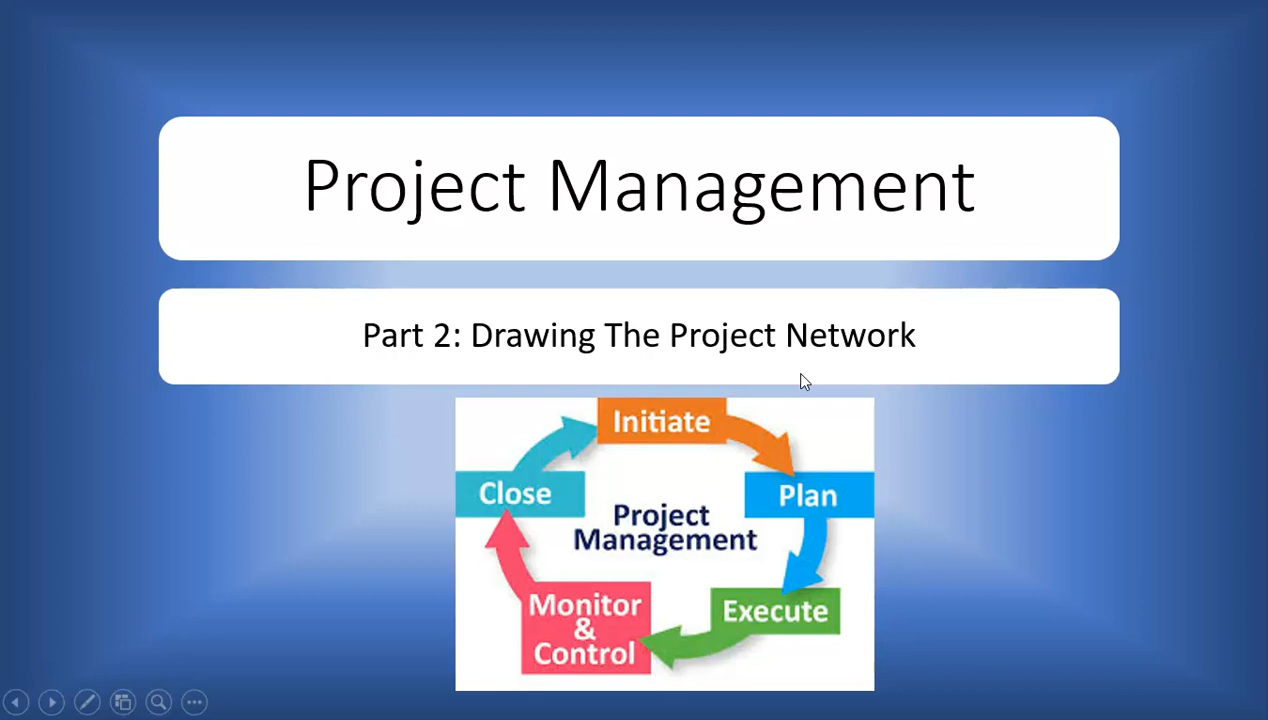 Project Management
Part 2: Drawing The Project Network
Initiate
Close
Plan
Project
Management
Monitor
&
Control
Execute